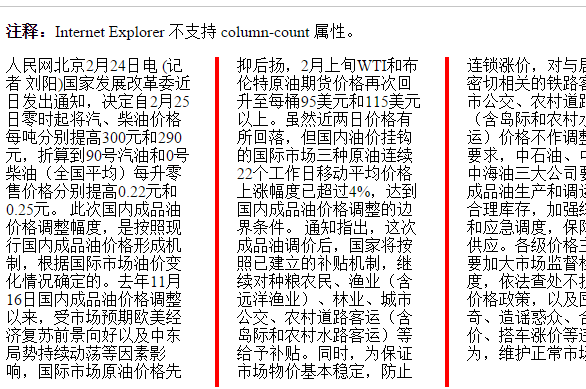 注释：Internet Explorer 不支持 column-count 属性。
人民网北京2月24日电 (记
者 刘阳)国家发展改革委近
日发出通知，决定自2月25
日零时起将汽、柴油价格
每吨分别提高300元和290
元，折算到90号汽油和0号
柴油（全国平均）每升零
售价格分别提高0.22元和
0.25元。 此次国内成品油
价格调整幅度，是按照现
行国内成品油价格形成机
制，根据国际市场油价变
化情况确定的。去年11月
16日国内成品油价格调整
以来，受市场预期欧美经
济复苏前景向好以及中东
局势持续动荡等因素影
响，国际市场原油价格先
抑后扬，2月上旬WTI和布
伦特原油期货价格再次回
升至每桶95美元和115美元
以上。虽然近两日价格有
所回落，但国内油价挂钩
的国际市场三种原油连续
22个工作日移动平均价格
上涨幅度已超过4%，达到
国内成品油价格调整的边
界条件。 通知指出，这次
成品油调价后，国家将按
照已建立的补贴机制，继
续对种粮农民、渔业（含
远洋渔业）、林业、城市
公交、农村道路客运（含
岛际和农村水路客运）等
给予补贴。同时，为保证
市场物价基本稳定，防止
连锁涨价，对与居
密切相关的铁路客
市公交、农村道路
（含岛际和农村水
运）价格不作调整
要求，中石油、中
中海油三大公司要
成品油生产和调运
合理库存，加强综
和应急调度，保障
供应。各级价格主
要加大市场监督检
度，依法查处不执
价格政策，以及囤
奇、造谣惑众、合
价、搭车涨价等违
为，维护正常市场